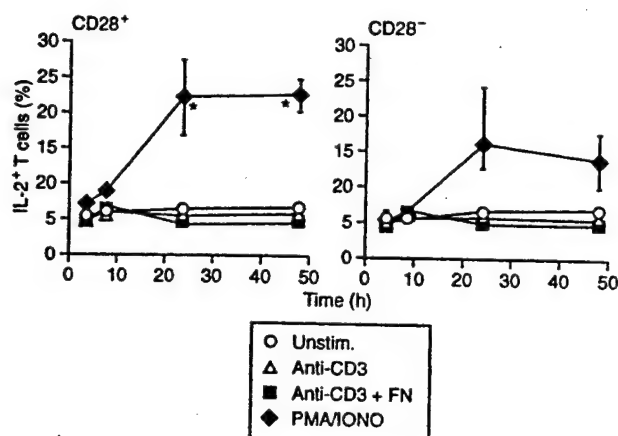 CD28⁺
CD28⁻
IL-2⁺ T cells (%)
30
25
20
15
20
5
0
30
25
20
15
20
5
0
0 10 20 30 40 50
0 10 20 30 40 50
*
*
Time (h)
Unstim.
Anti-CD3
Anti-CD3 + FN
PMA/IONO